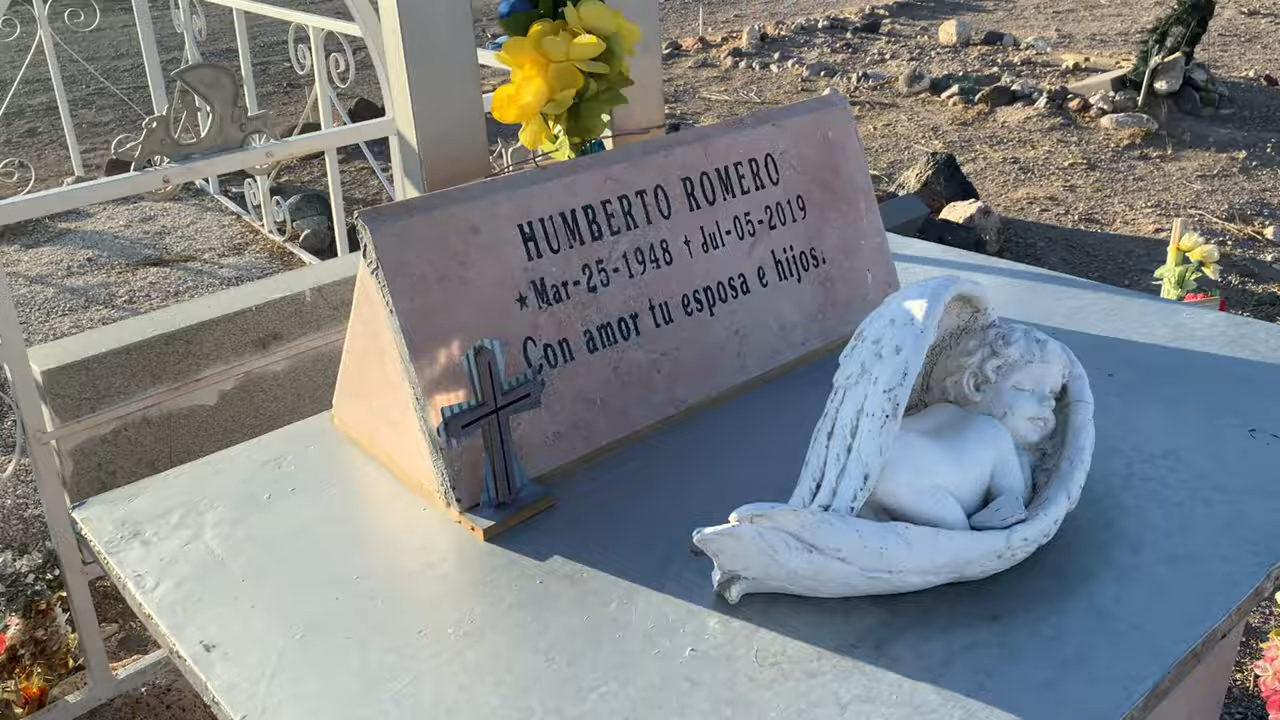 HUMBERTO ROMERO
★Mar-25-1948 ✝ Jul-05-2019
Con amor tu esposa e hijos.